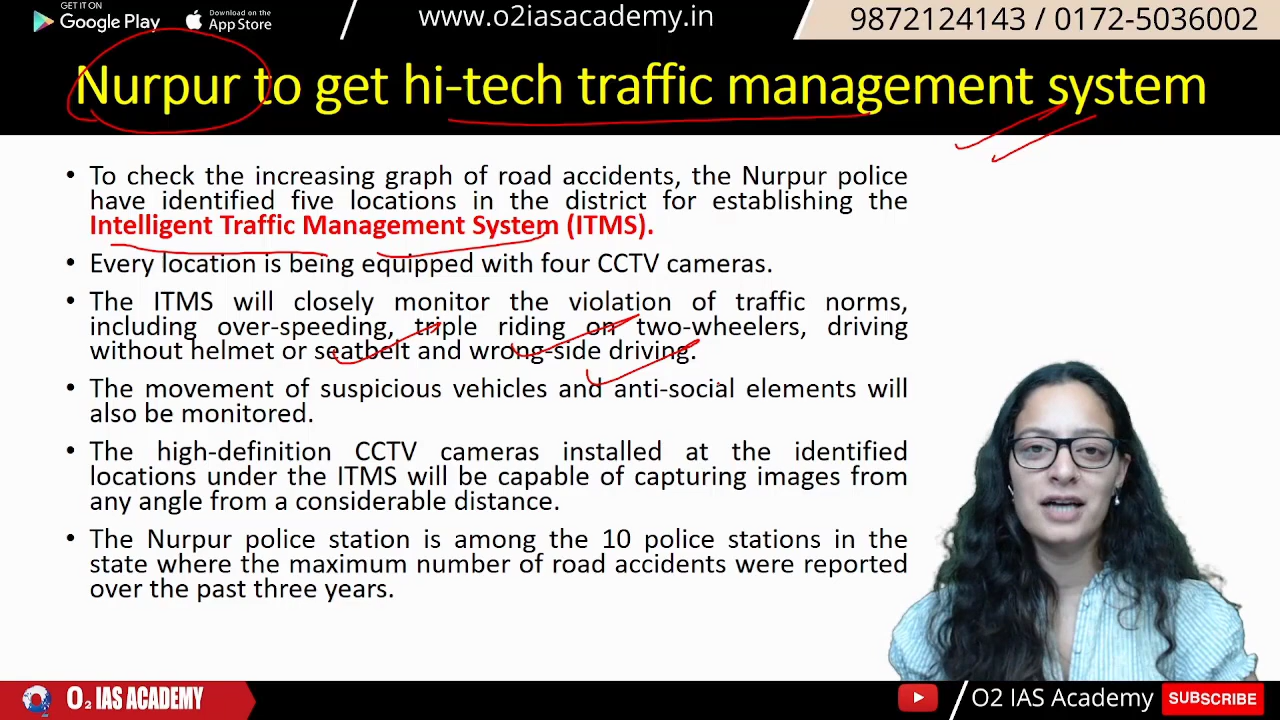 GET IT ON
Google Play
Download on the
App Store
www.o2iasacademy.in
9872124143 / 0172-5036002
Nurpur to get hi-tech traffic management system
• To check the increasing graph of road accidents, the Nurpur police
have identified five locations in the district for establishing the
Intelligent Traffic Management System (ITMS).
• Every location is being equipped with four CCTV cameras.
• The ITMS will closely monitor the violation of traffic norms,
including over-speeding, triple riding on two-wheelers, driving
without helmet or seatbelt and wrong-side driving.
• The movement of suspicious vehicles and anti-social elements will
also be monitored.
• The high-definition CCTV cameras installed at the identified
locations under the ITMS will be capable of capturing images from
any angle from a considerable distance.
• The Nurpur police station is among the 10 police stations in the
state where the maximum number of road accidents were reported
over the past three years.
O₂ IAS ACADEMY
O2 IAS Academy
SUBSCRIBE